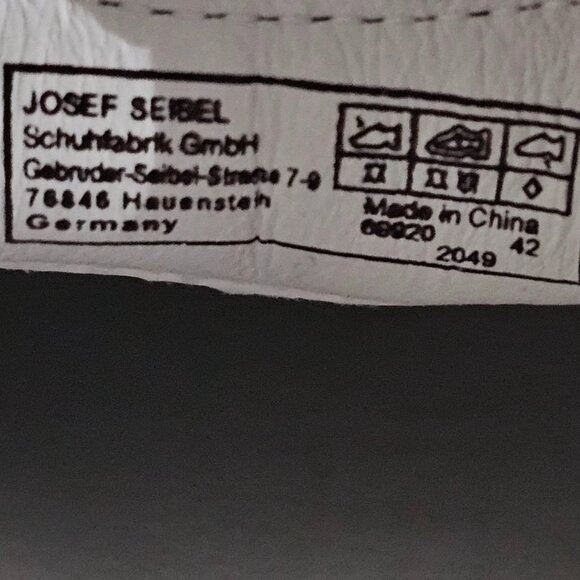 JOSEF SEIBEL
Schuhfabrik GmbH
Gebruder-Seibel-Strasse 7-9
76846 Hauenstein
Germany
Made in China
69920 42
2049